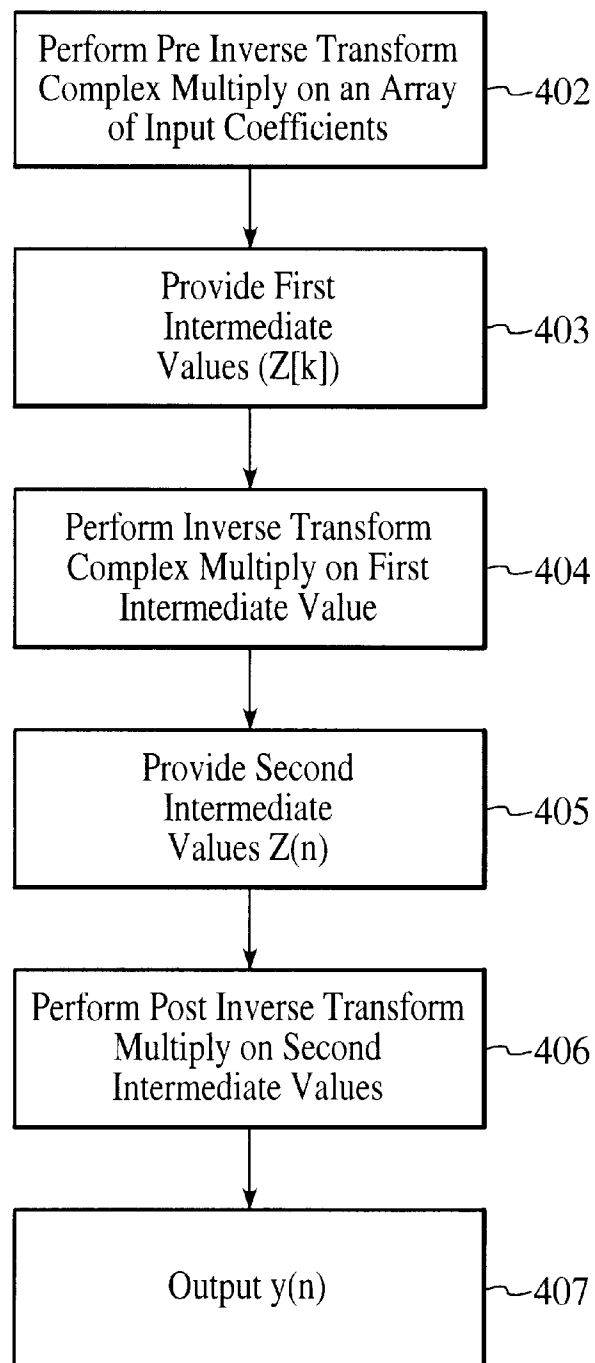 Perform Pre Inverse Transform
Complex Multiply on an Array
of Input Coefficients
402
Provide First
Intermediate
Values (Z[k])
403
Perform Inverse Transform
Complex Multiply on First
Intermediate Value
404
Provide Second
Intermediate
Values Z(n)
405
Perform Post Inverse Transform
Multiply on Second
Intermediate Values
406
Output y(n)
407